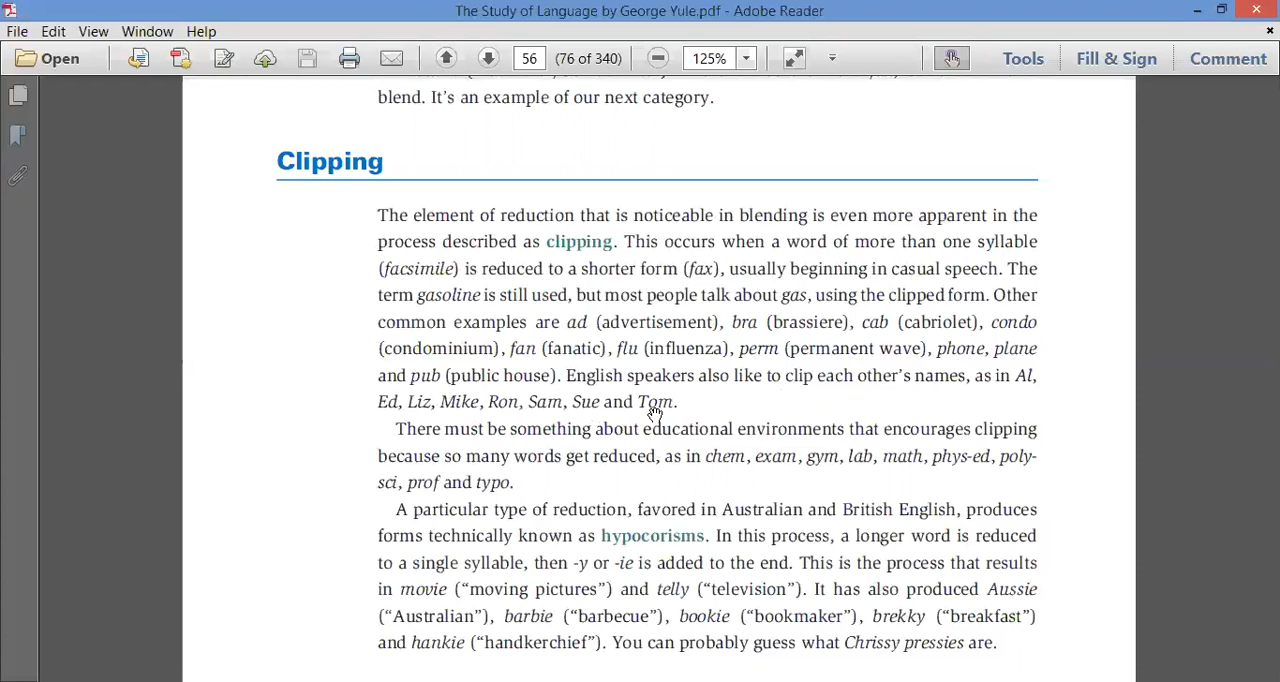 The Study of Language by George Yule.pdf - Adobe Reader
File Edit View Window Help
Open 56 (76 of 340) 125% Tools Fill & Sign Comment
blend. It’s an example of our next category.
Clipping
The element of reduction that is noticeable in blending is even more apparent in the
process described as clipping. This occurs when a word of more than one syllable
(facsimile) is reduced to a shorter form (fax), usually beginning in casual speech. The
term gasoline is still used, but most people talk about gas, using the clipped form. Other
common examples are ad (advertisement), bra (brassiere), cab (cabriolet), condo
(condominium), fan (fanatic), flu (influenza), perm (permanent wave), phone, plane
and pub (public house). English speakers also like to clip each other’s names, as in Al,
Ed, Liz, Mike, Ron, Sam, Sue and Tom.
There must be something about educational environments that encourages clipping
because so many words get reduced, as in chem, exam, gym, lab, math, phys-ed, poly-
sci, prof and typo.
A particular type of reduction, favored in Australian and British English, produces
forms technically known as hypocorisms. In this process, a longer word is reduced
to a single syllable, then -y or -ie is added to the end. This is the process that results
in movie (“moving pictures”) and telly (“television”). It has also produced Aussie
(“Australian”), barbie (“barbecue”), bookie (“bookmaker”), brekky (“breakfast”)
and hankie (“handkerchief”). You can probably guess what Chrissy pressies are.